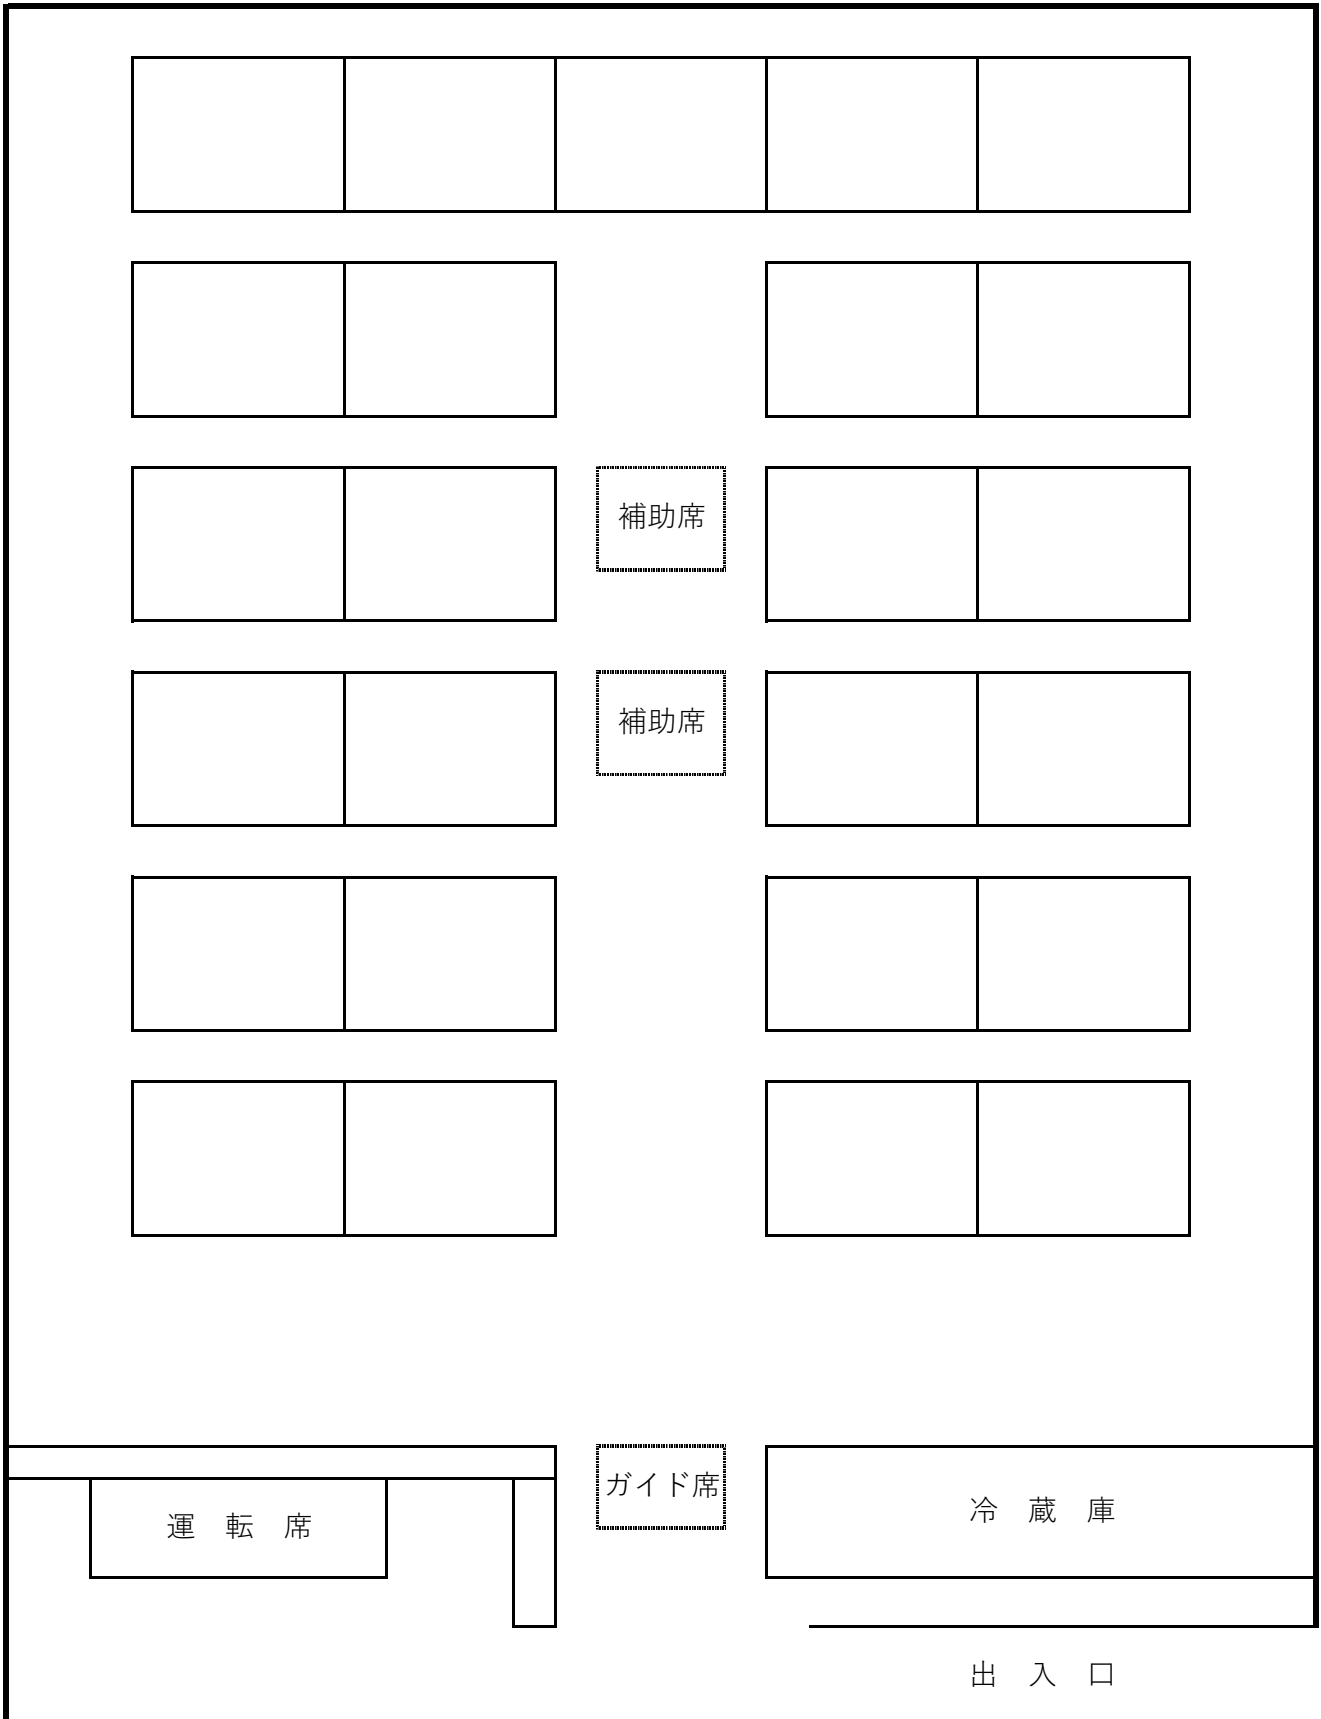 補助席
補助席
ガイド席
運　転　席
冷　蔵　庫
出　入　口